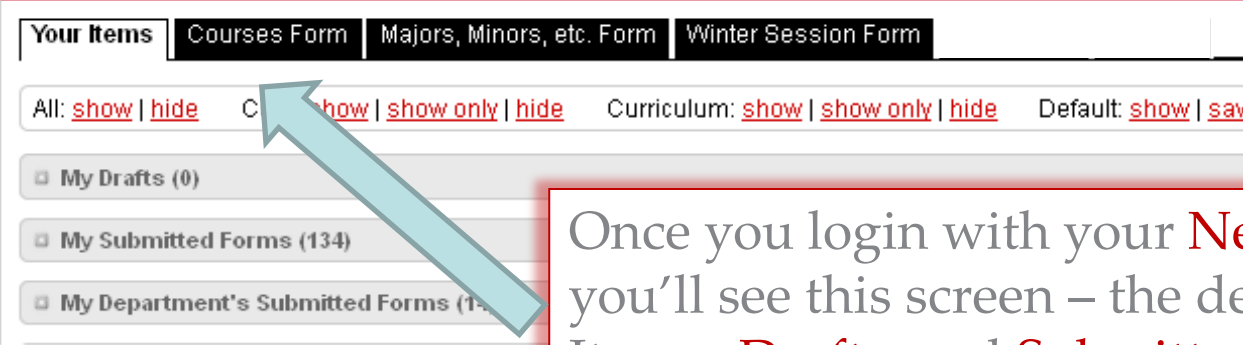 Your Items Courses Form Majors, Minors, etc. Form Winter Session Form
All: show | hide show | show only | hide Curriculum: show | show only | hide Default: show |
My Drafts (0)
My Submitted Forms (134)
My Department's Submitted Forms
Once you login with your
you’ll see this screen – the